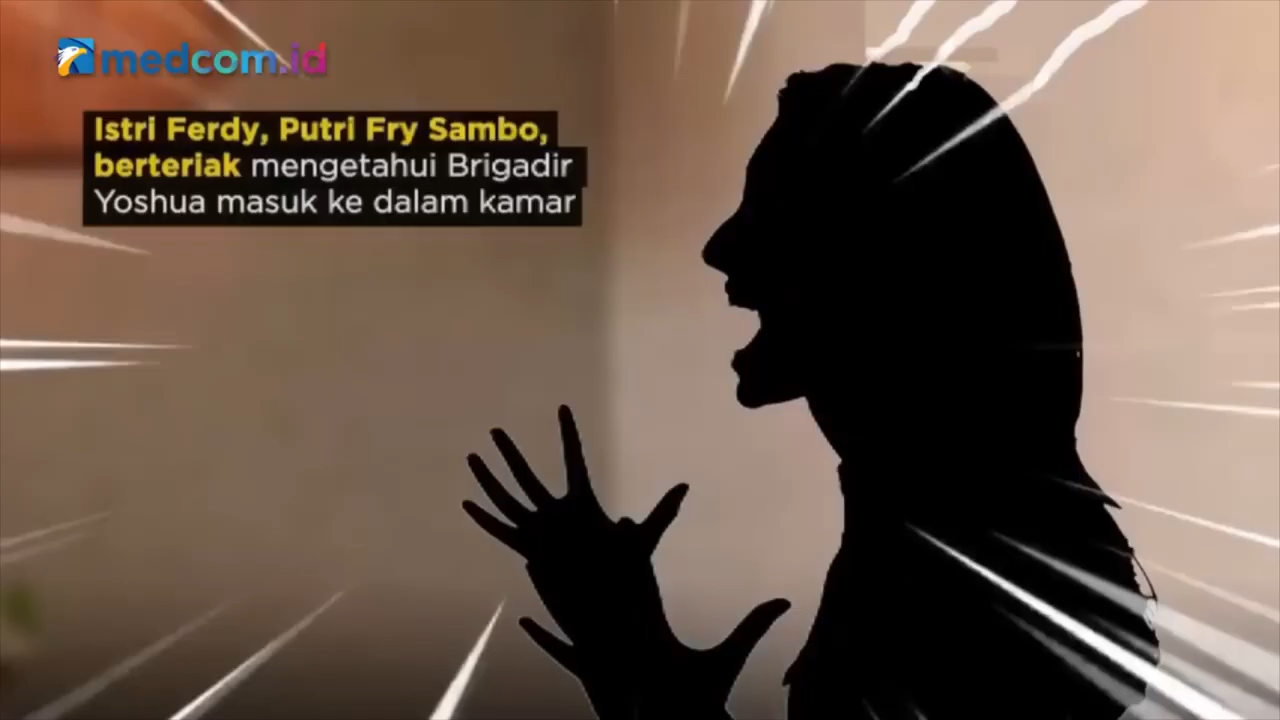 medcom.id
Istri Ferdy, Putri Fry Sambo,
berteriak mengetahui Brigadir
Yoshua masuk ke dalam kamar